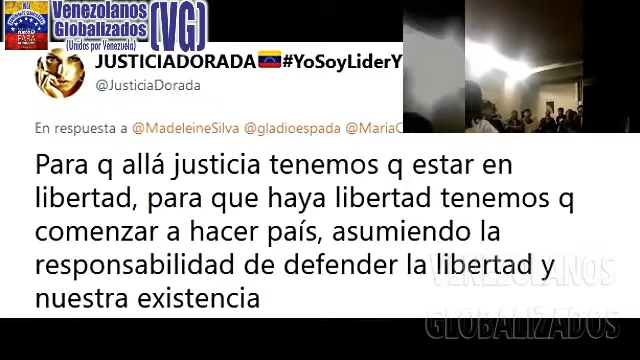 Venezolanos
Globalizados
(Unidos por Venezuela)
(VG)
JUSTICIADORADA #YoSoyLiderY
@JusticiaDorada
En respuesta a @MadeleineSilva @gladioespada
Para q allá justicia tenemos q estar en
libertad, para que haya libertad tenemos q
comenzar a hacer país, asumiendo la
responsabilidad de defender la libertad y
nuestra existencia
VENEZOLANOS
GLOBALIZADOS